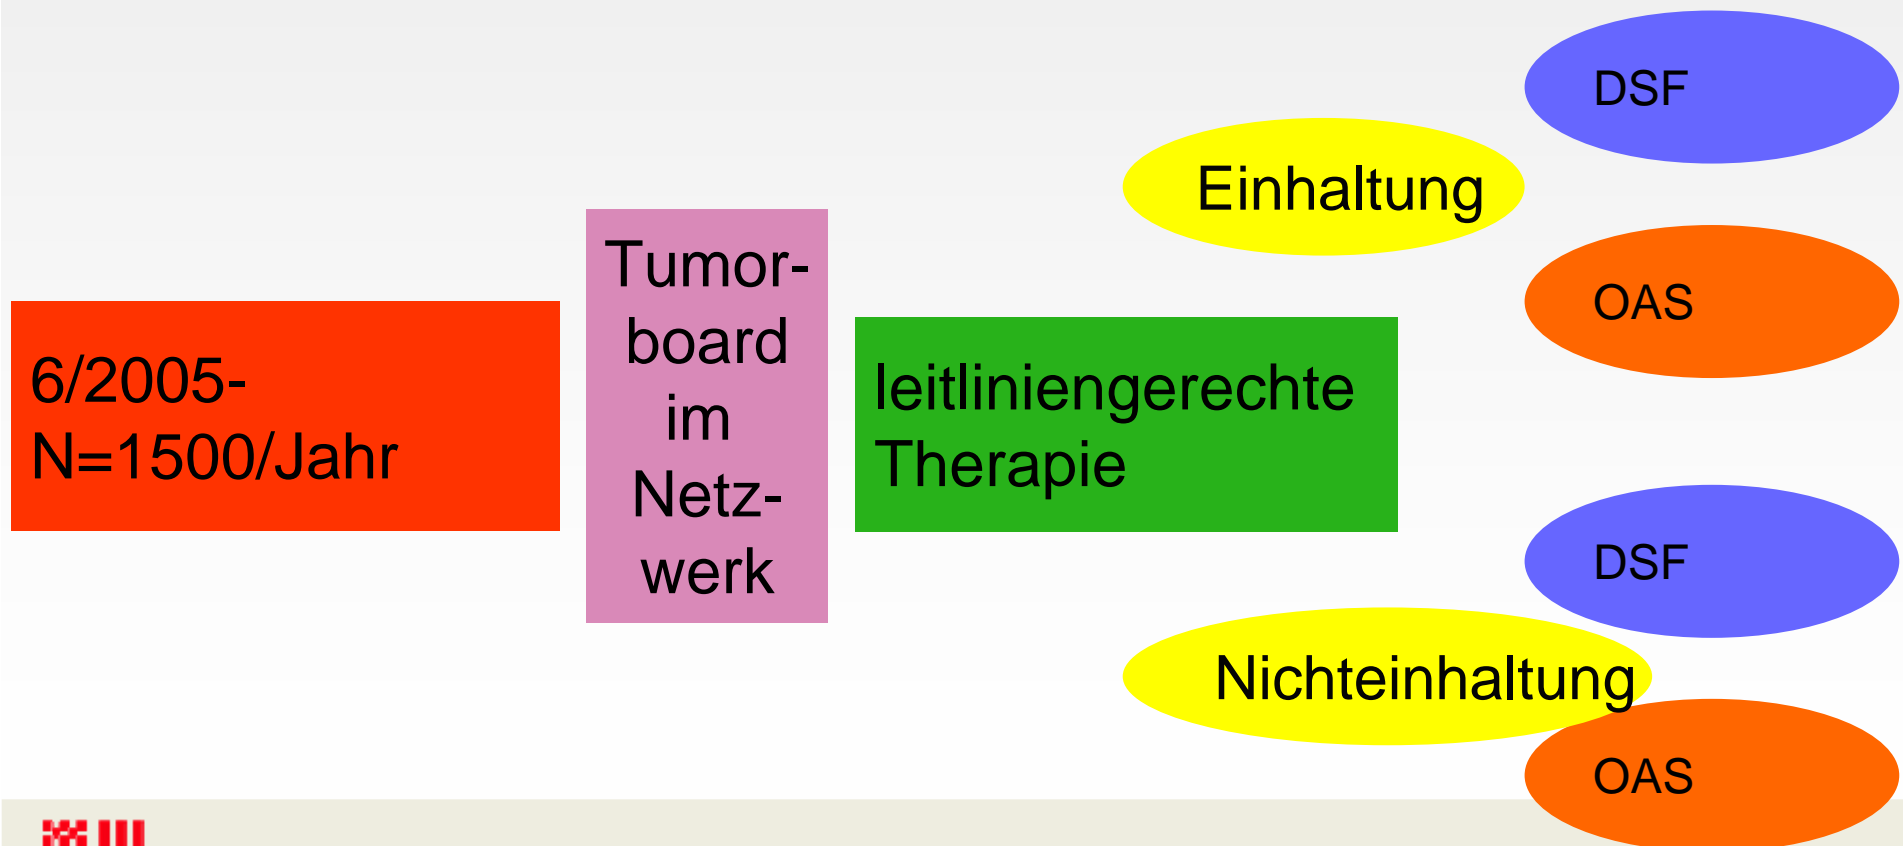 6/2005-
N=1500/Jahr
Tumor-
board
im
Netz-
werk
leitliniengerechte
Therapie
Einhaltung
DSF
OAS
Nichteinhaltung
DSF
OAS